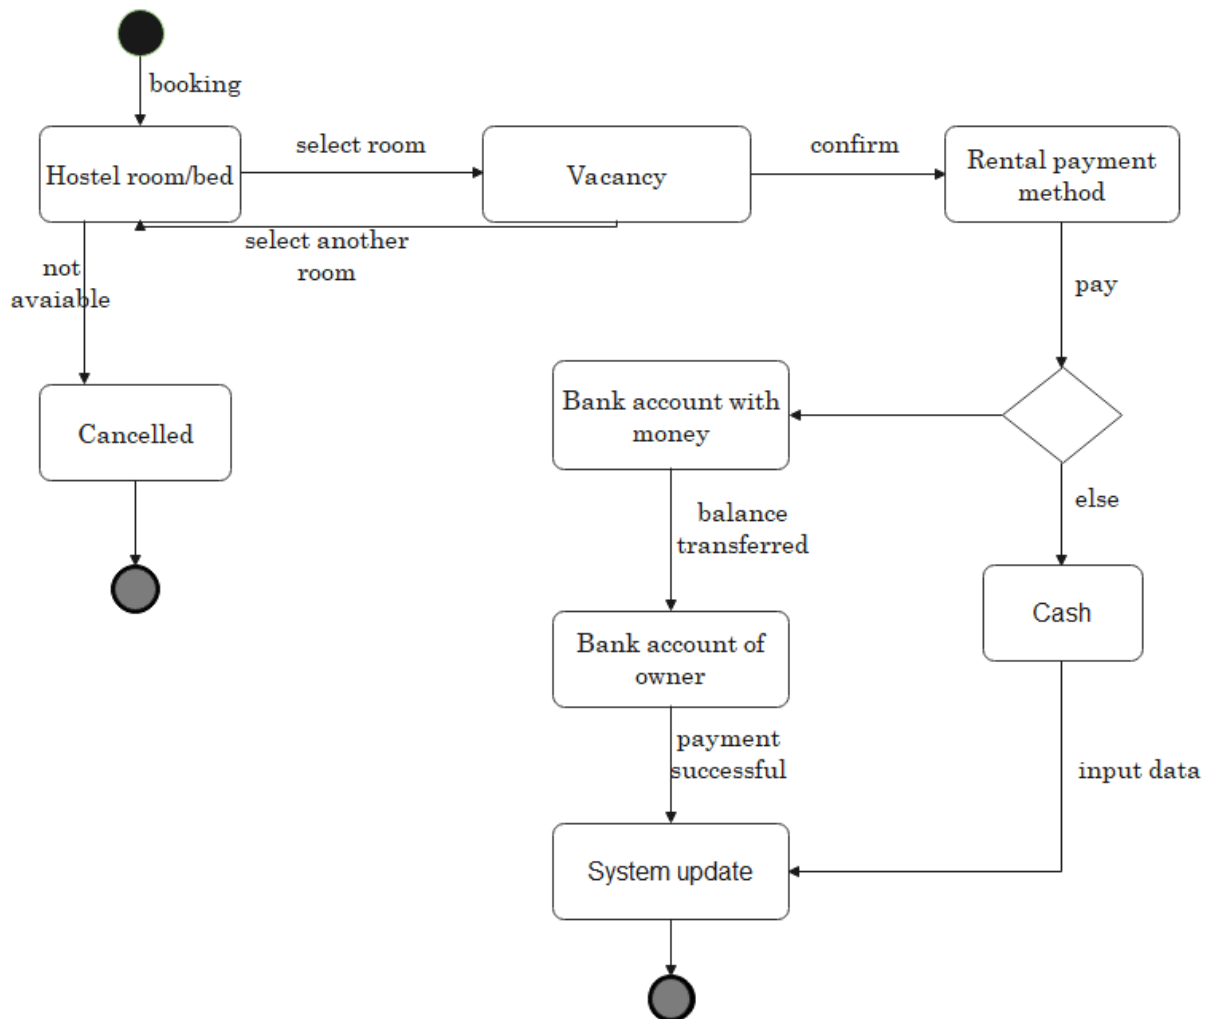 booking
Hostel room/bed
select room
Vacancy
confirm
Rental payment
method
select another
room
not
avaiable
pay
Cancelled
Bank account with
money
else
balance
transferred
Cash
Bank account of
owner
payment
successful
input data
System update